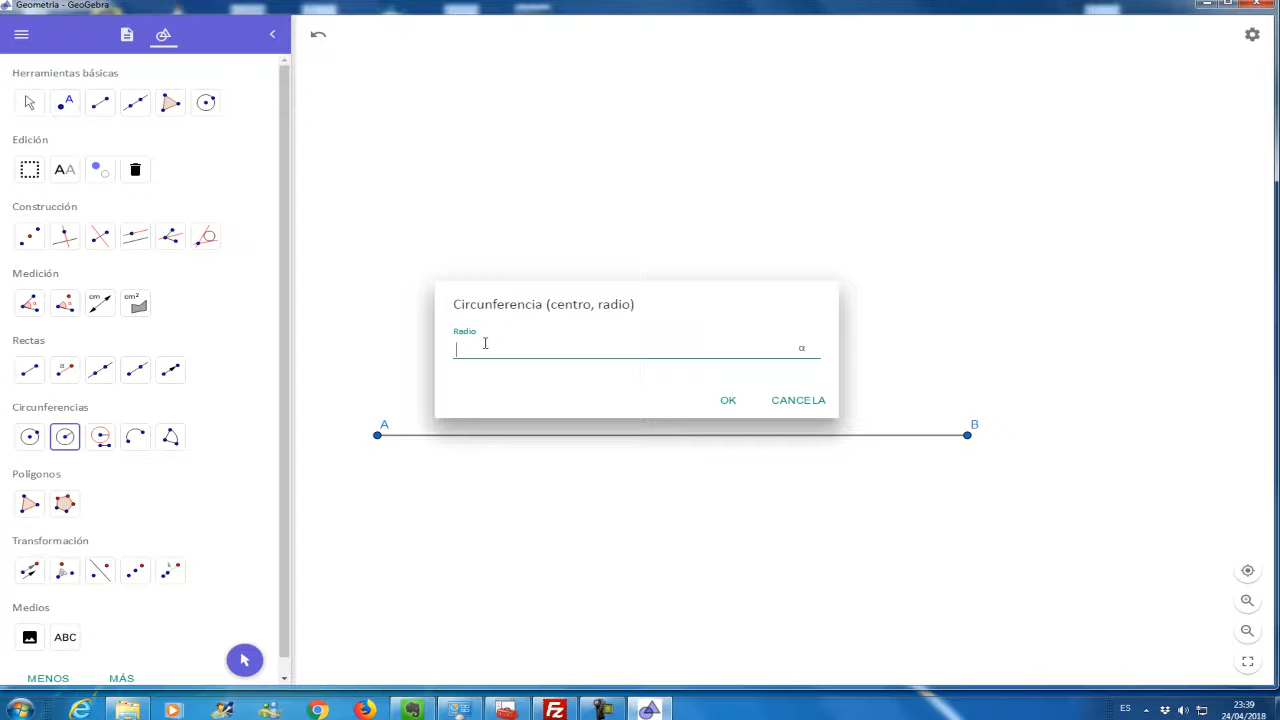 Geometría - GeoGebra
Herramientas básicas
A
Edición
AA
Construcción
Medición
α
α
cm
cm²
Rectas
a
Circunferencias
Polígonos
Transformación
Medios
ABC
MENOS
MÁS
Circunferencia (centro, radio)
Radio
α
OK
CANCELA
A
B
ES
23:39
24/04/2018